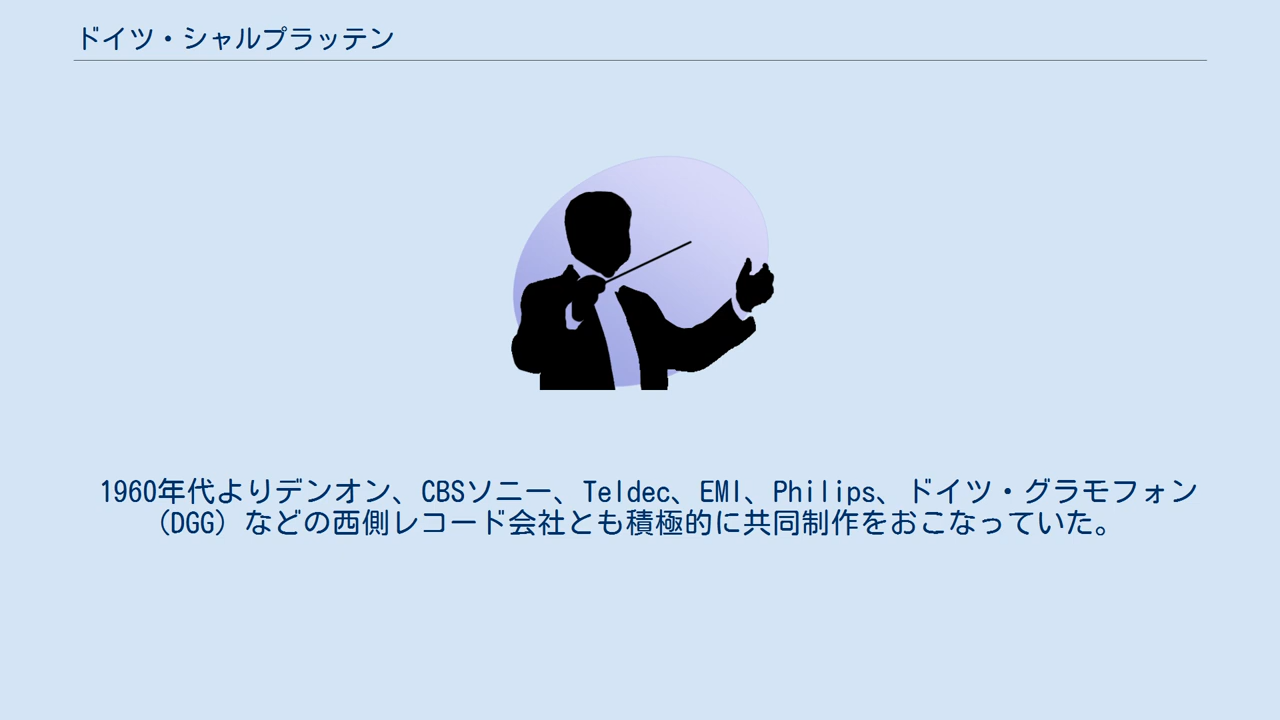 ドイツ・シャルプラッテン
1960年代よりデンオン、CBSソニー、Teldec、EMI、Philips、ドイツ・グラモフォン
（DGG）などの西側レコード会社とも積極的に共同制作をおこなっていた。